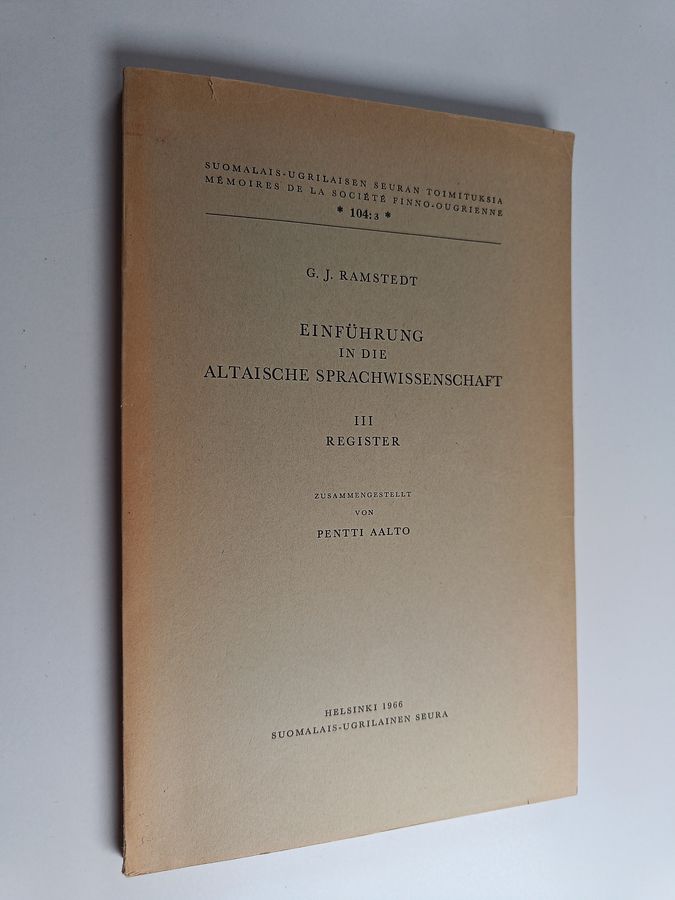 SUOMALAIS-UGRILAISEN SEURAN TOIMITUKSIA
MÉMOIRES DE LA SOCIÉTÉ FINNO-OUGRIENNE
* 104:3 *
G. J. RAMSTEDT
EINFÜHRUNG
IN DIE
ALTAISCHE SPRACHWISSENSCHAFT
III
REGISTER
ZUSAMMENGESTELLT
VON
PENTTI AALTO
HELSINKI 1966
SUOMALAIS-UGRILAINEN SEURA